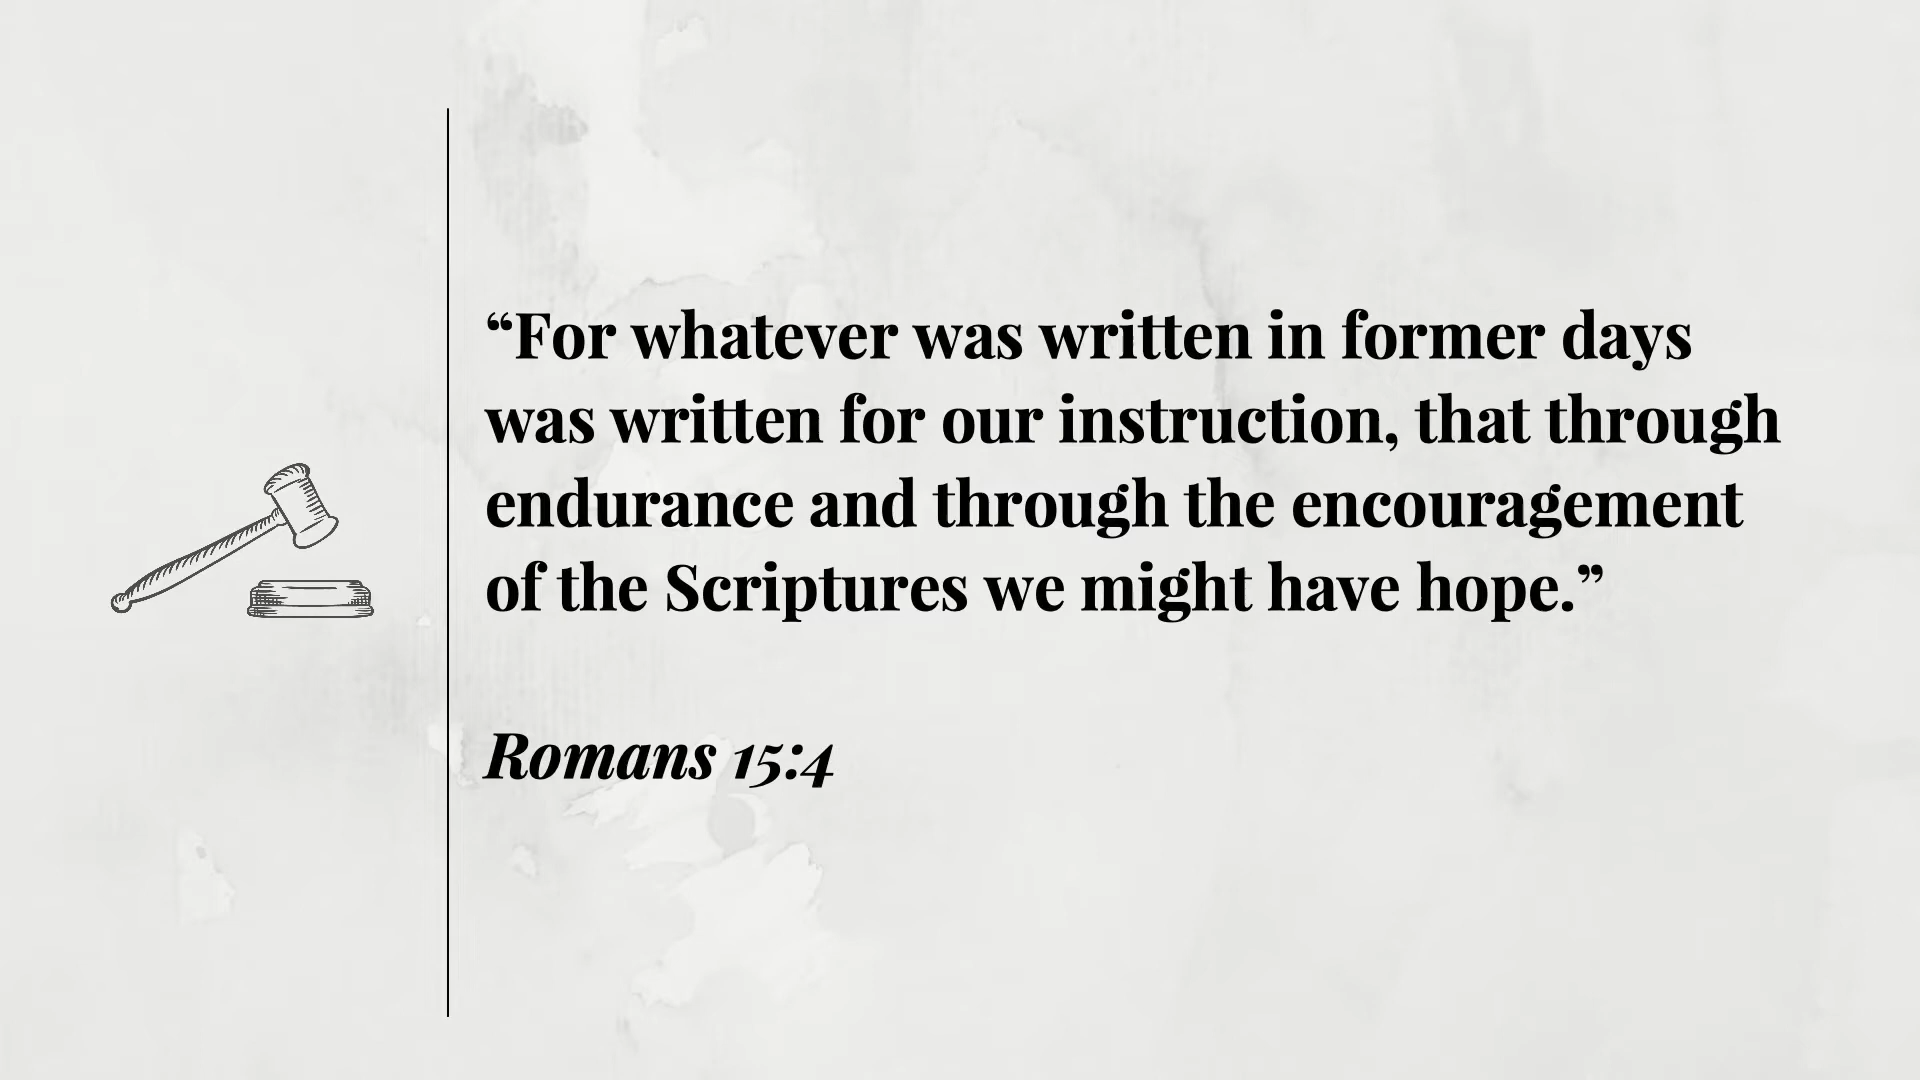 “For whatever was written in former days
was written for our instruction, that through
endurance and through the encouragement
of the Scriptures we might have hope.”
Romans 15:4